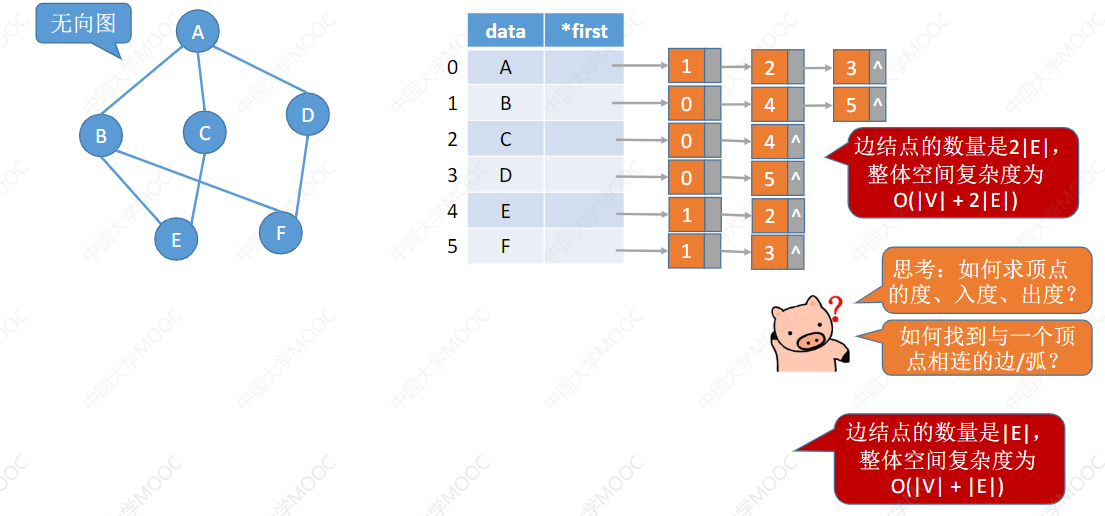 无向图
A
B
C
D
E
F
data *first
0 A 1 2 3 ^
1 B 0 4 5 ^
2 C 0 4 ^
3 D 0 5 ^
4 E 1 2 ^
5 F 1 3 ^
边结点的数量是2|E|，
整体空间复杂度为
O(|V| + 2|E|)
思考：如何求顶点
的度、入度、出度？
?
如何找到与一个顶
点相连的边/弧？
边结点的数量是|E|，
整体空间复杂度为
O(|V| + |E|)
中国大学MOOC